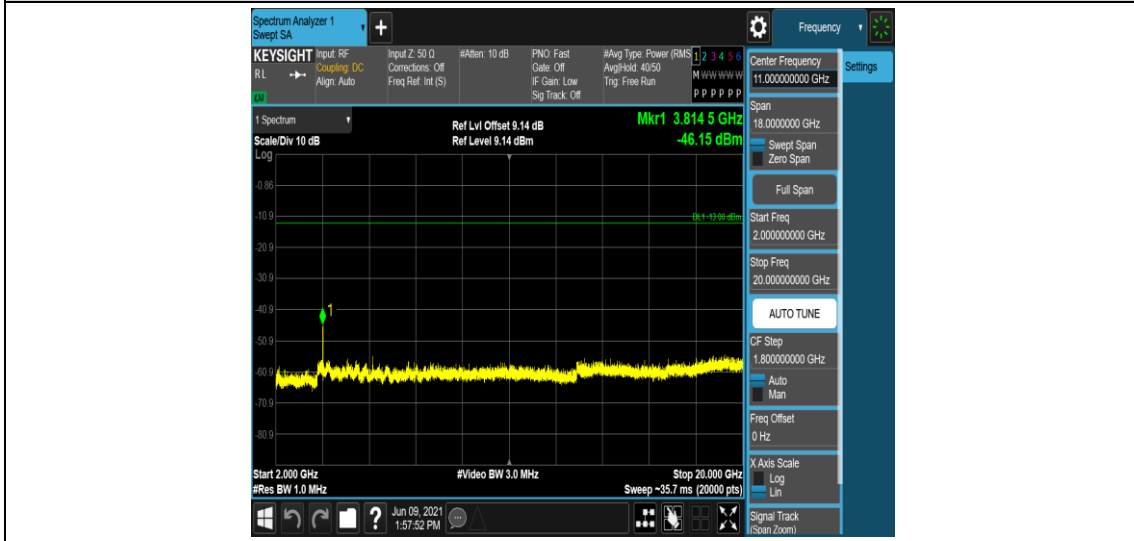 Spectrum Analyzer 1
Swept SA
+
Frequency
KEYSIGHT
RL
Input: RF
Coupling: DC
Align: Auto
Input Z: 50 Ω
Corrections: Off
Freq Ref: Int (S)
#Atten: 10 dB
PNO: Fast
Gate: Off
IF Gain: Low
Sig Track: Off
#Avg Type: Power (RMS
Avg|Hold: 40/50
Trig: Free Run
1 2 3 4 5 6
M W W W W W
P P P P P P
1 Spectrum
Scale/Div 10 dB
Log
Ref Lvl Offset 9.14 dB
Ref Level 9.14 dBm
Mkr1 3.814 5 GHz
-46.15 dBm
-0.86
-10.9
DL1 -13.00 dBm
-20.9
-30.9
-40.9
1
-50.9
-60.9
-70.9
-80.9
Start 2.000 GHz
#Res BW 1.0 MHz
#Video BW 3.0 MHz
Stop 20.000 GHz
Sweep ~35.7 ms (20000 pts)
?
Jun 09, 2021
1:57:52 PM
Center Frequency
11.000000000 GHz
Settings
Span
18.0000000 GHz
Swept Span
Zero Span
Full Span
Start Freq
2.000000000 GHz
Stop Freq
20.000000000 GHz
AUTO TUNE
CF Step
1.800000000 GHz
Auto
Man
Freq Offset
0 Hz
X Axis Scale
Log
Lin
Signal Track
(Span Zoom)